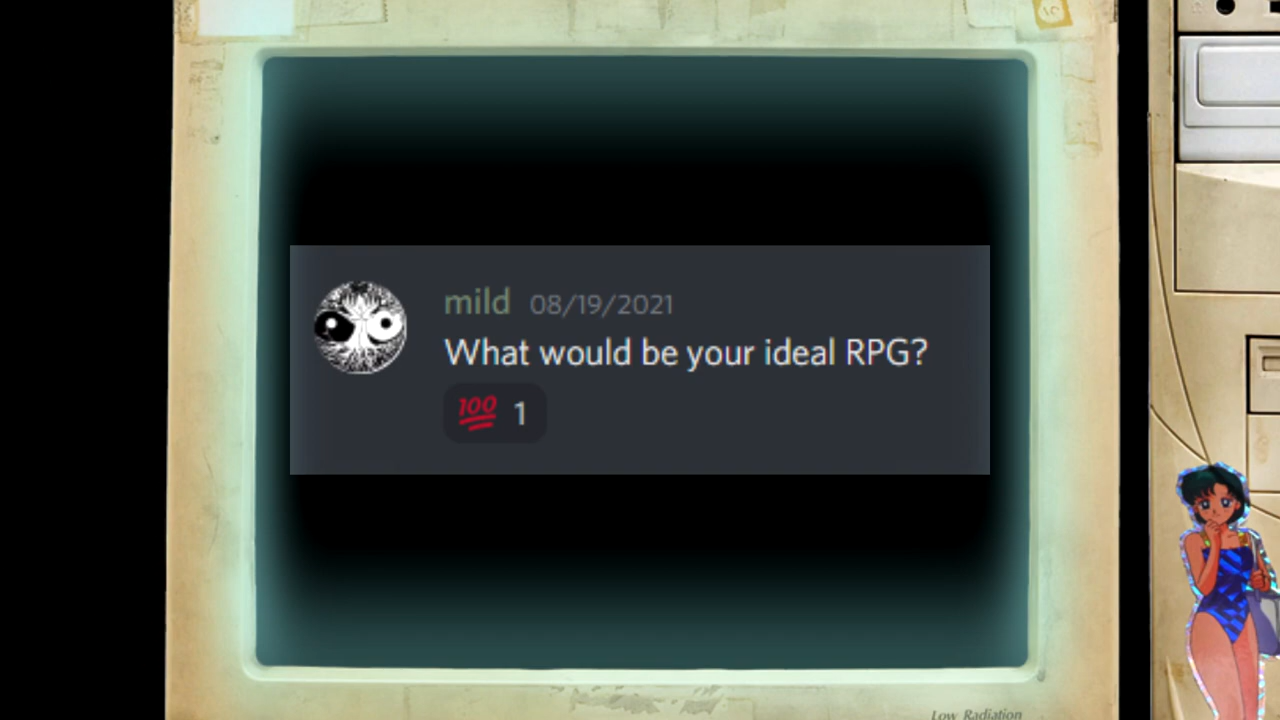 mild 08/19/2021
What would be your ideal RPG?
💯 1
Low Radiation